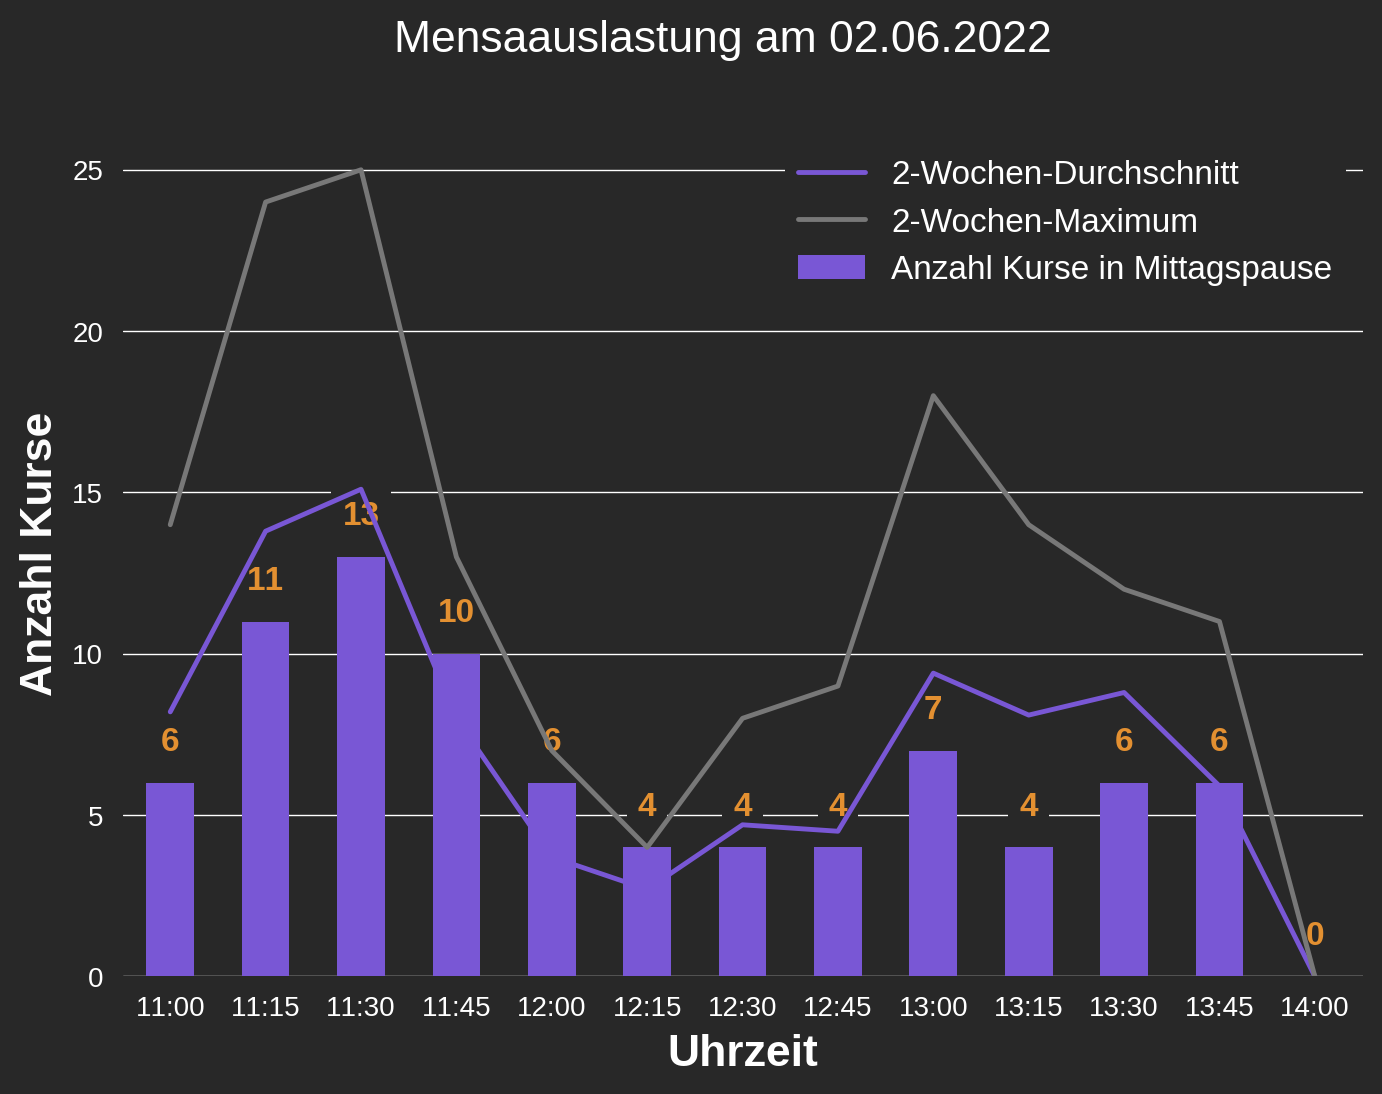 Mensaauslastung am 02.06.2022
2-Wochen-Durchschnitt
2-Wochen-Maximum
Anzahl Kurse in Mittagspause
Anzahl Kurse
25
20
15
10
5
0
6
11
13
10
6
4
4
4
7
4
6
6
0
11:00 11:15 11:30 11:45 12:00 12:15 12:30 12:45 13:00 13:15 13:30 13:45 14:00
Uhrzeit